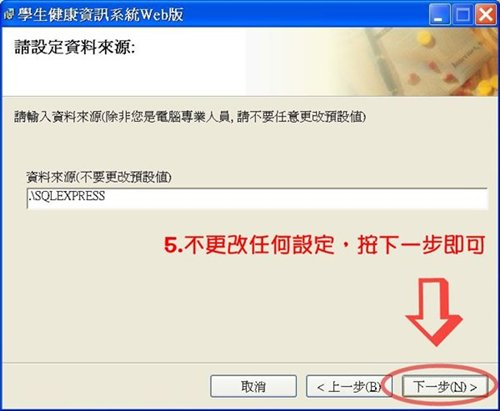 學生健康資訊系統Web版
請設定資料來源:
請輸入資料來源(除非您是電腦專業人員, 請不要任意更改預設值)
資料來源(不要更改預設值)
.\SQLEXPRESS
5.不更改任何設定，按下一步即可
取消
< 上一步(B)
下一步(N) >